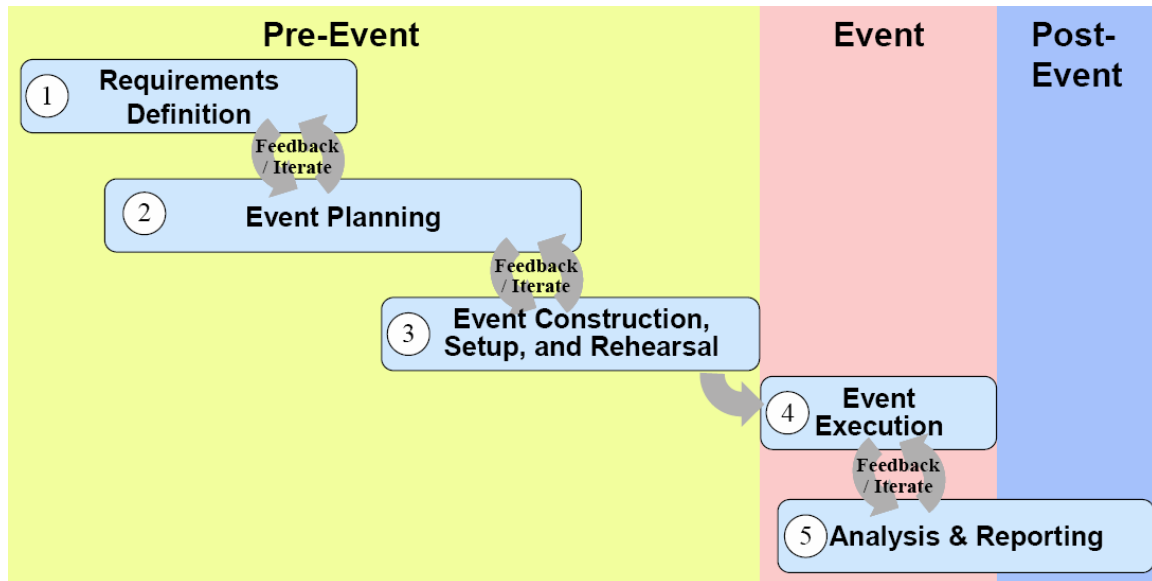 Pre-Event
Event
Post-
Event
1
Requirements
Definition
Feedback
/ Iterate
2
Event Planning
Feedback
/ Iterate
3
Event Construction,
Setup, and Rehearsal
4
Event
Execution
Feedback
/ Iterate
5
Analysis & Reporting